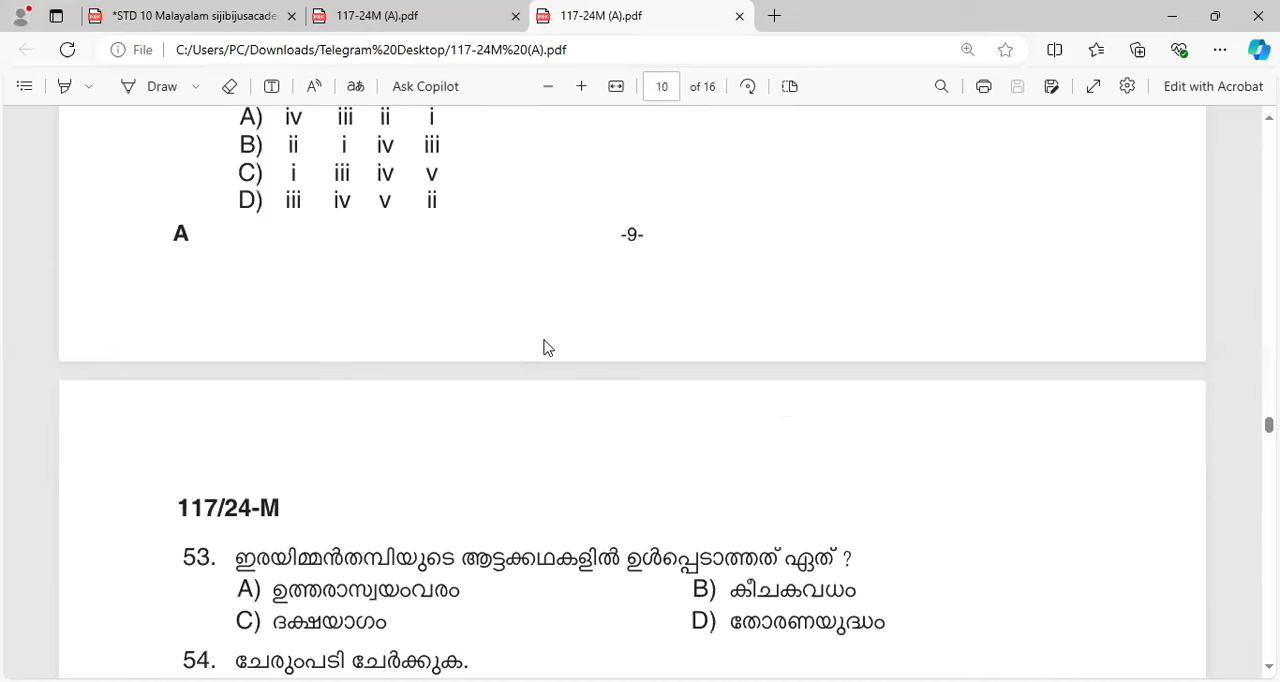 *STD 10 Malayalam sijibijusacade
117-24M (A).pdf
117-24M (A).pdf
File
C:/Users/PC/Downloads/Telegram%20Desktop/117-24M%20(A).pdf
Draw
aあ
Ask Copilot
10
of 16
Edit with Acrobat
A) iv iii ii i
B) ii i iv iii
C) i iii iv v
D) iii iv v ii
A
-9-
117/24-M
53. ഇരയിമ്മൻതമ്പിയുടെ ആട്ടക്കഥകളിൽ ഉൾപ്പെടാത്തത് ഏത് ?
A) ഉത്തരാസ്വയംവരം B) കീചകവധം
C) ദക്ഷയാഗം D) തോരണയുദ്ധം
54. ചേരുംപടി ചേർക്കുക.